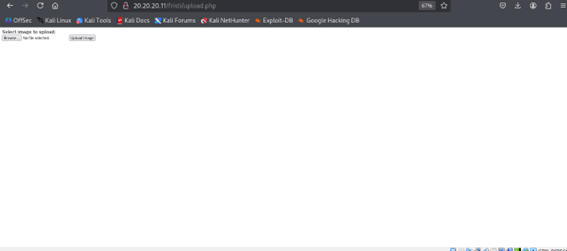 20.20.20.11/fristi/upload.php
67%
OffSec Kali Linux Kali Tools Kali Docs Kali Forums Kali NetHunter Exploit-DB Google Hacking DB
Select image to upload:
Browse... No file selected. Upload Image